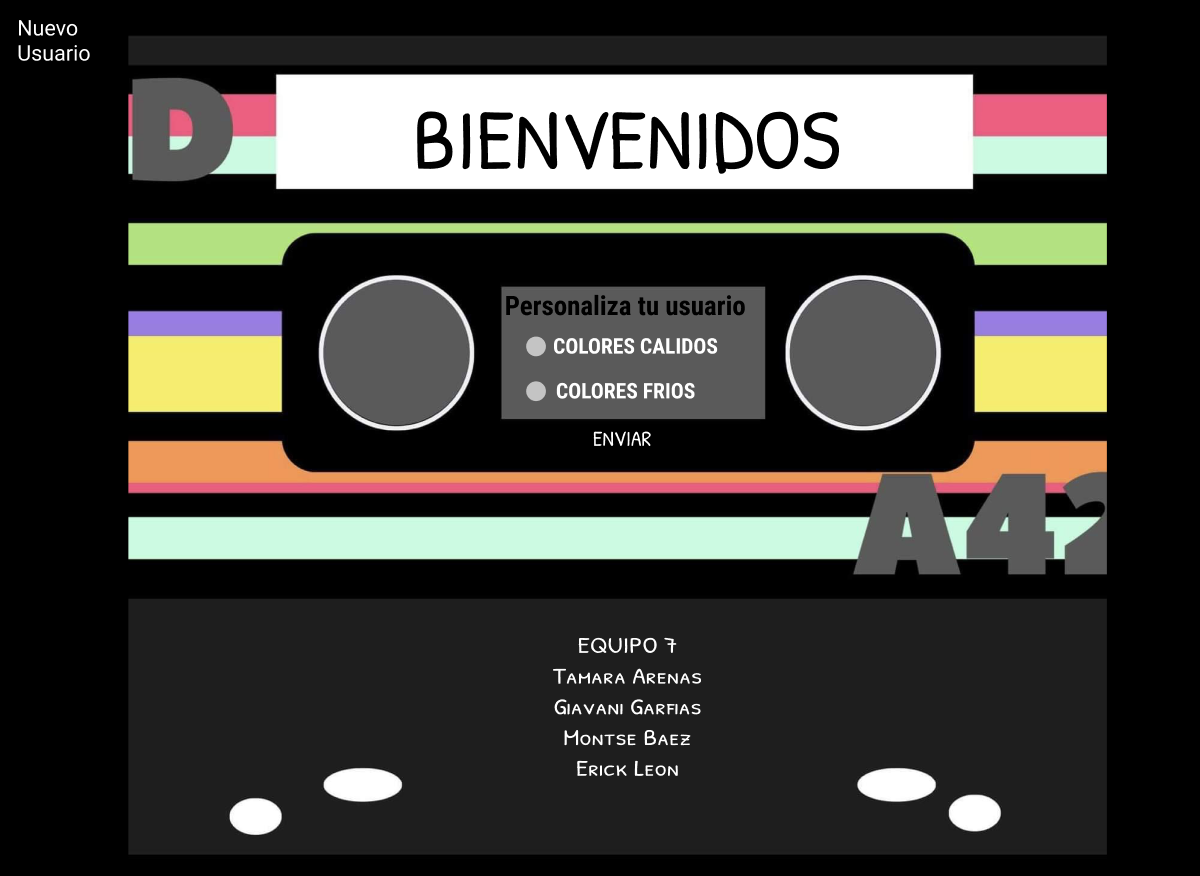 Nuevo
Usuario
D
BIENVENIDOS
Personaliza tu usuario
COLORES CALIDOS
COLORES FRIOS
ENVIAR
A42
EQUIPO 7
Tamara Arenas
Giavani Garfias
Montse Baez
Erick Leon